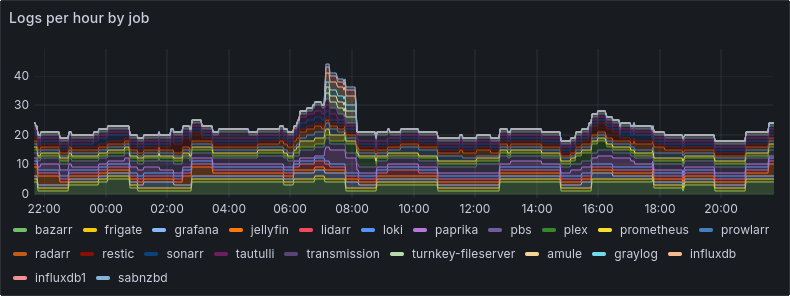 Logs per hour by job
40
30
20
10
0
22:00 00:00 02:00 04:00 06:00 08:00 10:00 12:00 14:00 16:00 18:00 20:00
bazarr frigate grafana jellyfin lidarr loki paprika pbs plex prometheus prowlarr
radarr restic sonarr tautulli transmission turnkey-fileserver amule graylog influxdb
influxdb1 sabnzbd